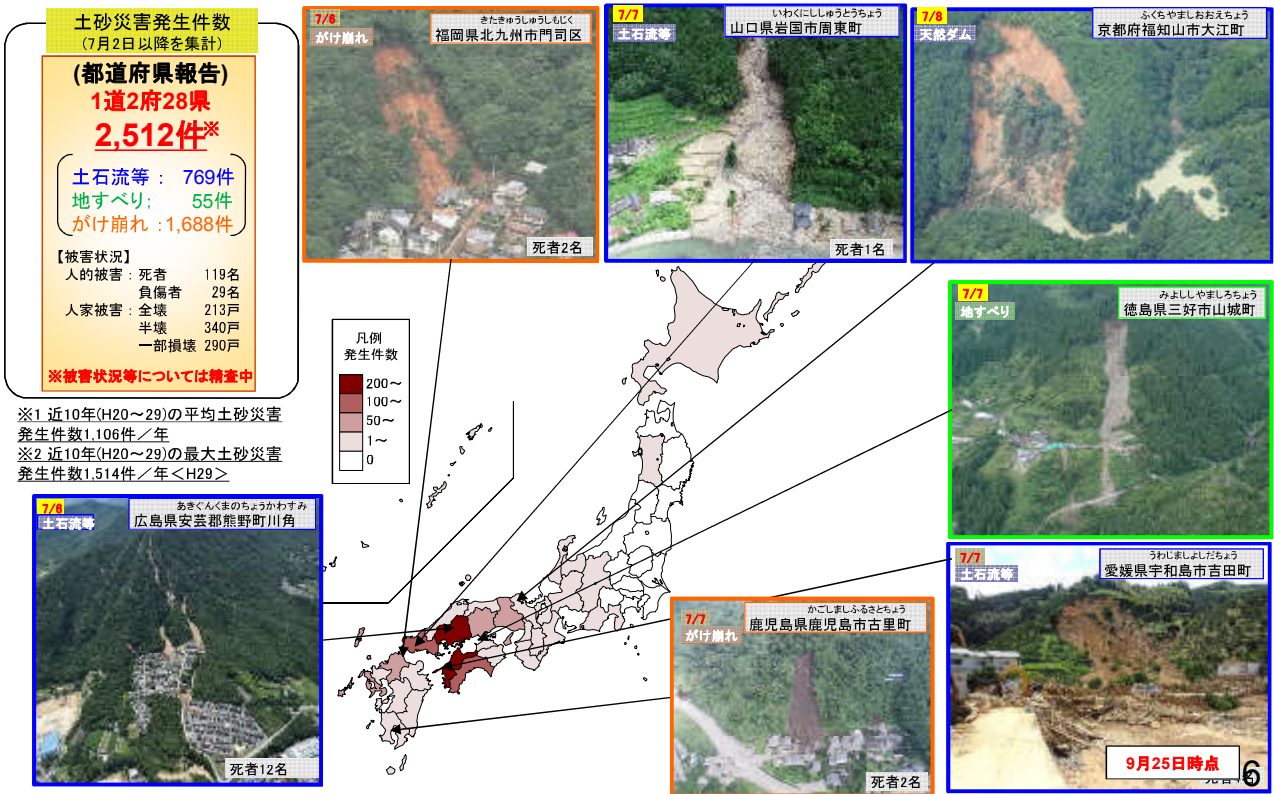 土砂災害発生件数
(7月2日以降を集計)
(都道府県報告)
1道2府28県
2,512件※
土石流等： 769件
地すべり； 55件
がけ崩れ：1,688件
【被害状況】
人的被害：死者 119名
負傷者 29名
人家被害：全壊 213戸
半壊 340戸
一部損壊 290戸
※被害状況等については精査中
※1 近10年(H20～29)の平均土砂災害
発生件数1,106件／年
※2 近10年(H20～29)の最大土砂災害
発生件数1,514件／年＜H29＞
7/6
がけ崩れ
きたきゅうしゅうしもじく
福岡県北九州市門司区
死者2名
7/7
土石流等
いわくにししゅうとうちょう
山口県岩国市周東町
死者1名
7/8
天然ダム
ふくちやましおおえちょう
京都府福知山市大江町
7/7
地すべり
みよししやましろちょう
徳島県三好市山城町
凡例
発生件数
200～
100～
50～
1～
0
7/6
土石流等
あきぐんくまのちょうかわすみ
広島県安芸郡熊野町川角
死者12名
7/7
がけ崩れ
かごしましふるさとちょう
鹿児島県鹿児島市古里町
死者2名
7/7
土石流等
うわじましよしだちょう
愛媛県宇和島市吉田町
9月25日時点
6